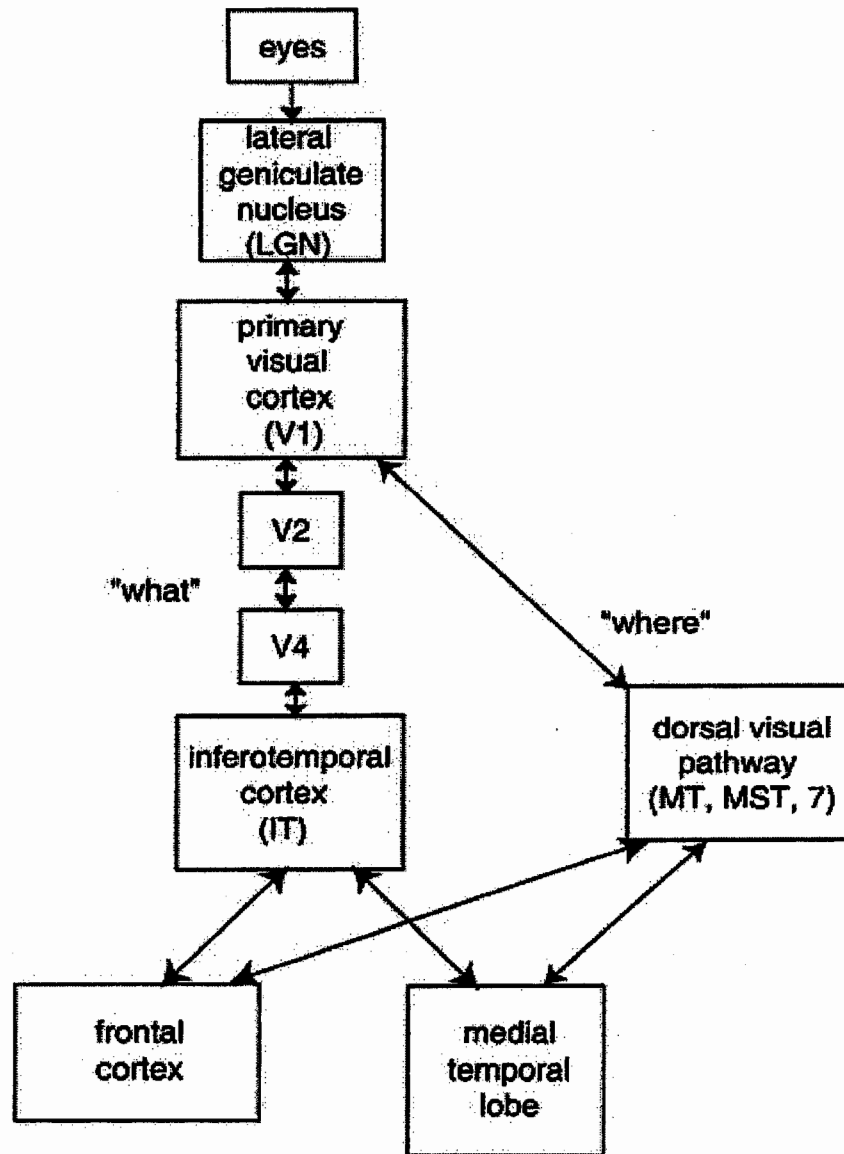 eyes
lateral
geniculate
nucleus
(LGN)
primary
visual
cortex
(V1)
V2
"what"
V4
"where"
inferotemporal
cortex
(IT)
dorsal visual
pathway
(MT, MST, 7)
frontal
cortex
medial
temporal
lobe